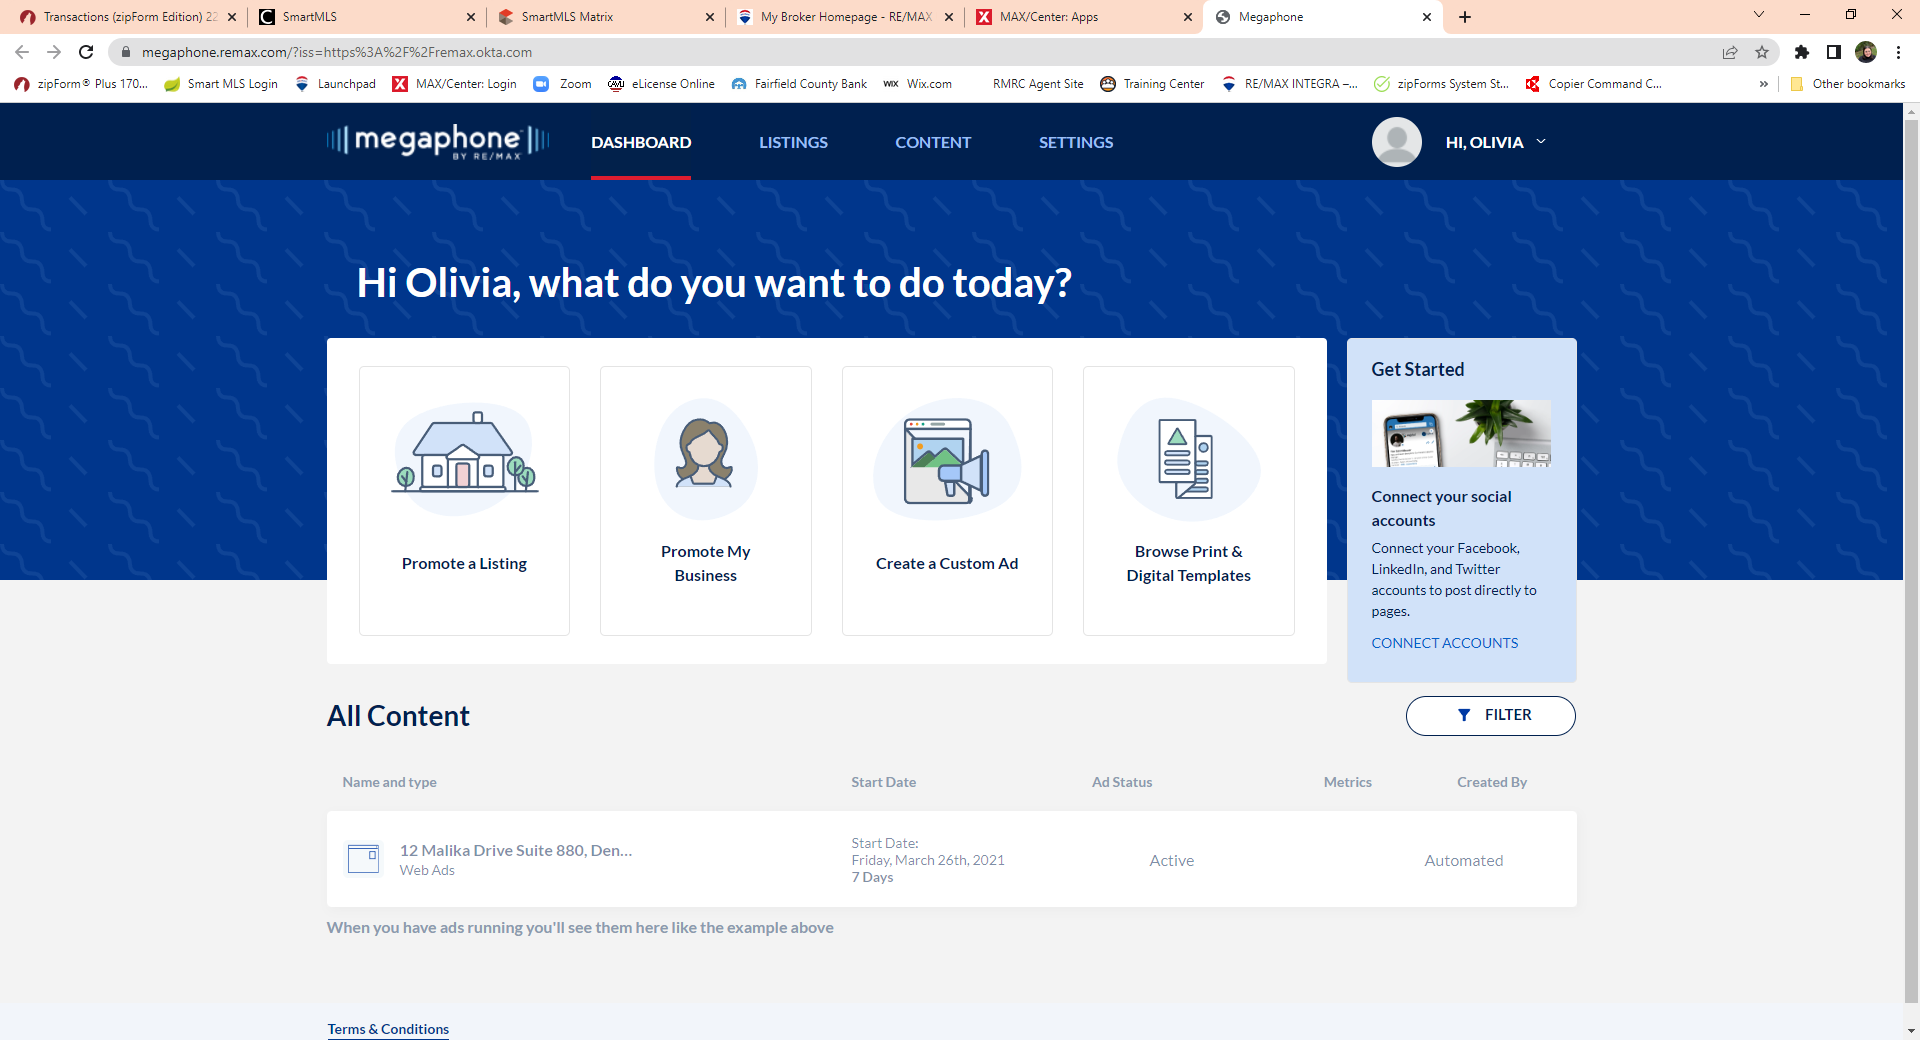 Transactions (zipForm Edition) 22
SmartMLS
SmartMLS Matrix
My Broker Homepage - RE/MAX
MAX/Center: Apps
Megaphone
megaphone.remax.com/?iss=https%3A%2F%2Fremax.okta.com
zipForm® Plus 170...
Smart MLS Login
Launchpad
MAX/Center: Login
Zoom
eLicense Online
Fairfield County Bank
WIX
Wix.com
RMRC Agent Site
Training Center
RE/MAX INTEGRA –...
zipForms System St...
Copier Command C...
»
Other bookmarks
megaphone
BY RE/MAX
DASHBOARD
LISTINGS
CONTENT
SETTINGS
HI, OLIVIA
Hi Olivia, what do you want to do today?
Promote a Listing
Promote My
Business
Create a Custom Ad
Browse Print &
Digital Templates
Get Started
Connect your social
accounts
Connect your Facebook,
LinkedIn, and Twitter
accounts to post directly to
pages.
CONNECT ACCOUNTS
All Content
FILTER
Name and type
Start Date
Ad Status
Metrics
Created By
12 Malika Drive Suite 880, Den...
Web Ads
Start Date:
Friday, March 26th, 2021
7 Days
Active
Automated
When you have ads running you'll see them here like the example above
Terms & Conditions